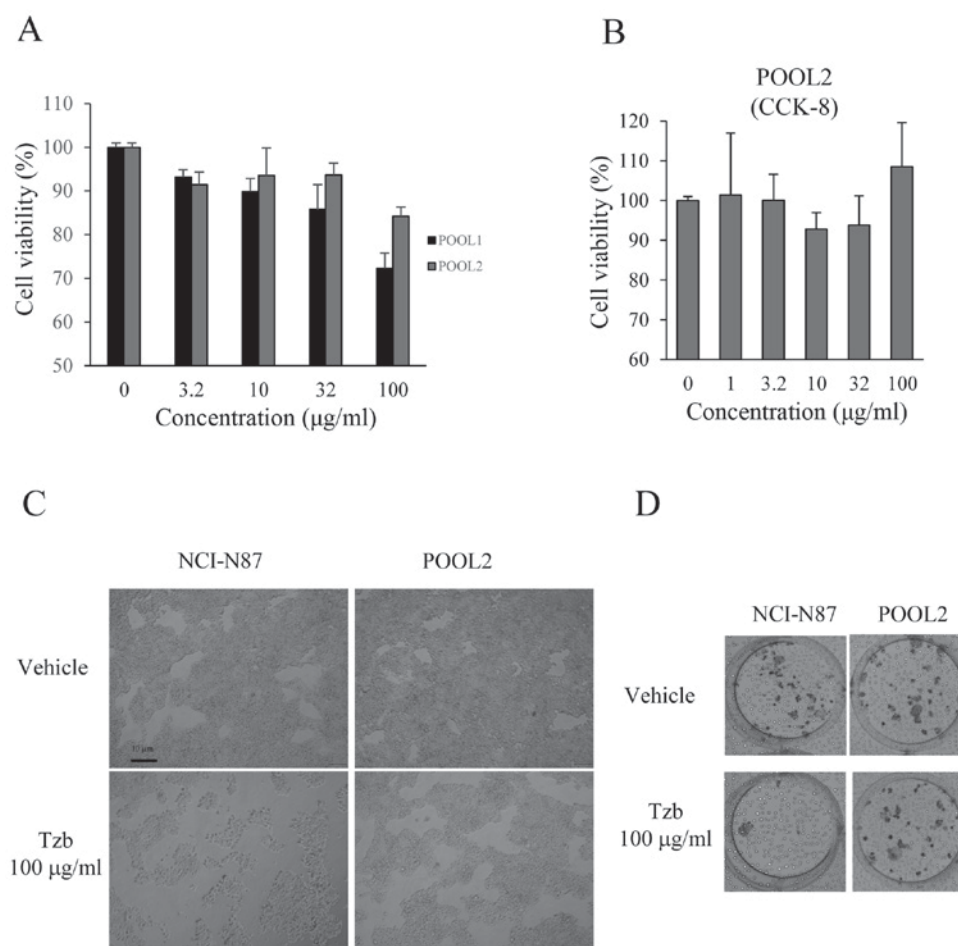 A
110
100
90
80
70
60
50
Cell viability (%)
POOL1
POOL2
0 3.2 10 32 100
Concentration (μg/ml)
B
POOL2
(CCK-8)
120
110
100
90
80
70
60
Cell viability (%)
0 1 3.2 10 32 100
Concentration (μg/ml)
C
NCI-N87 POOL2
Vehicle
10 μm
Tzb
100 μg/ml
D
NCI-N87 POOL2
Vehicle
Tzb
100 μg/ml